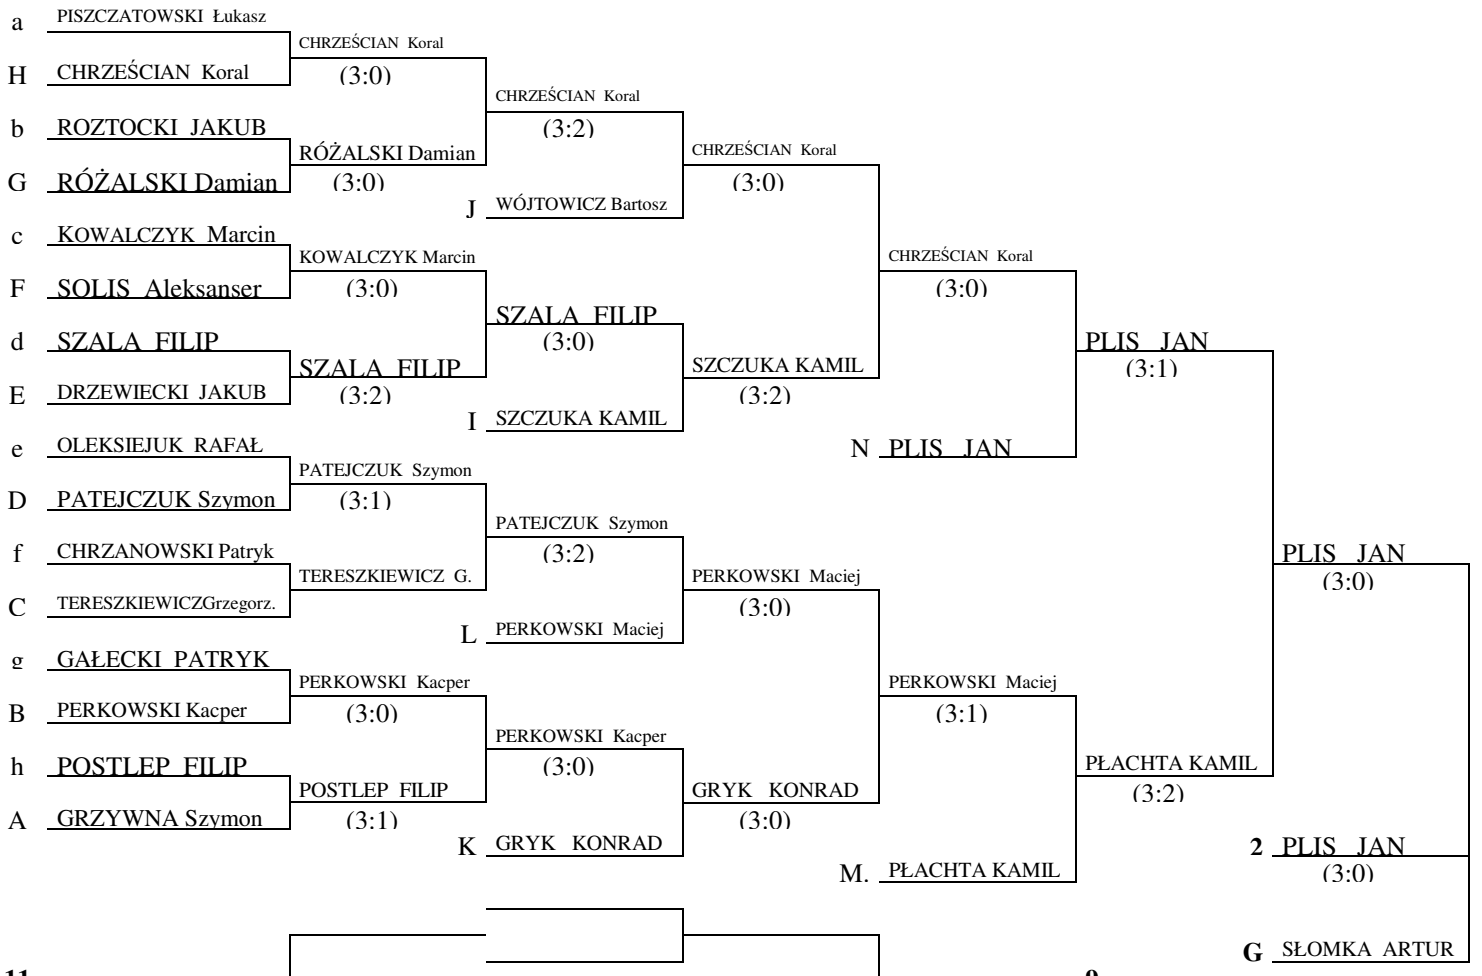 a PISZCZATOWSKI Łukasz
CHRZEŚCIAN Koral
H CHRZEŚCIAN Koral (3:0)
CHRZEŚCIAN Koral
b ROZTOCKI JAKUB (3:2)
RÓŻALSKI Damian CHRZEŚCIAN Koral
G RÓŻALSKI Damian (3:0) (3:0)
J WÓJTOWICZ Bartosz
c KOWALCZYK Marcin
KOWALCZYK Marcin CHRZEŚCIAN Koral
F SOLIS Aleksanser (3:0) (3:0)
SZALA FILIP
d SZALA FILIP (3:0) PLIS JAN
SZALA FILIP SZCZUKA KAMIL (3:1)
E DRZEWIECKI JAKUB (3:2) (3:2)
I SZCZUKA KAMIL
e OLEKSIEJUK RAFAŁ N PLIS JAN
PATEJCZUK Szymon
D PATEJCZUK Szymon (3:1)
PATEJCZUK Szymon
f CHRZANOWSKI Patryk (3:2) PLIS JAN
TERESZKIEWICZ G. PERKOWSKI Maciej (3:0)
C TERESZKIEWICZGrzegorz. (3:0)
L PERKOWSKI Maciej
g GAŁECKI PATRYK
PERKOWSKI Kacper PERKOWSKI Maciej
B PERKOWSKI Kacper (3:0) (3:1)
PERKOWSKI Kacper
h POSTLEP FILIP (3:0) PŁACHTA KAMIL
POSTLEP FILIP GRYK KONRAD (3:2)
A GRZYWNA Szymon (3:1) (3:0)
K GRYK KONRAD 2 PLIS JAN
M. PŁACHTA KAMIL (3:0)
G SŁOMKA ARTUR